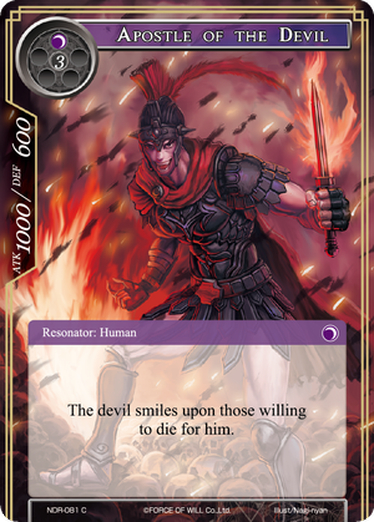 APOSTLE OF THE DEVIL
3
ATK 1000 / DEF 600
Resonator: Human
The devil smiles upon those willing
to die for him.
NDR-081 C
©FORCE OF WILL Co.,Ltd.
Illust/Nagi-nyan